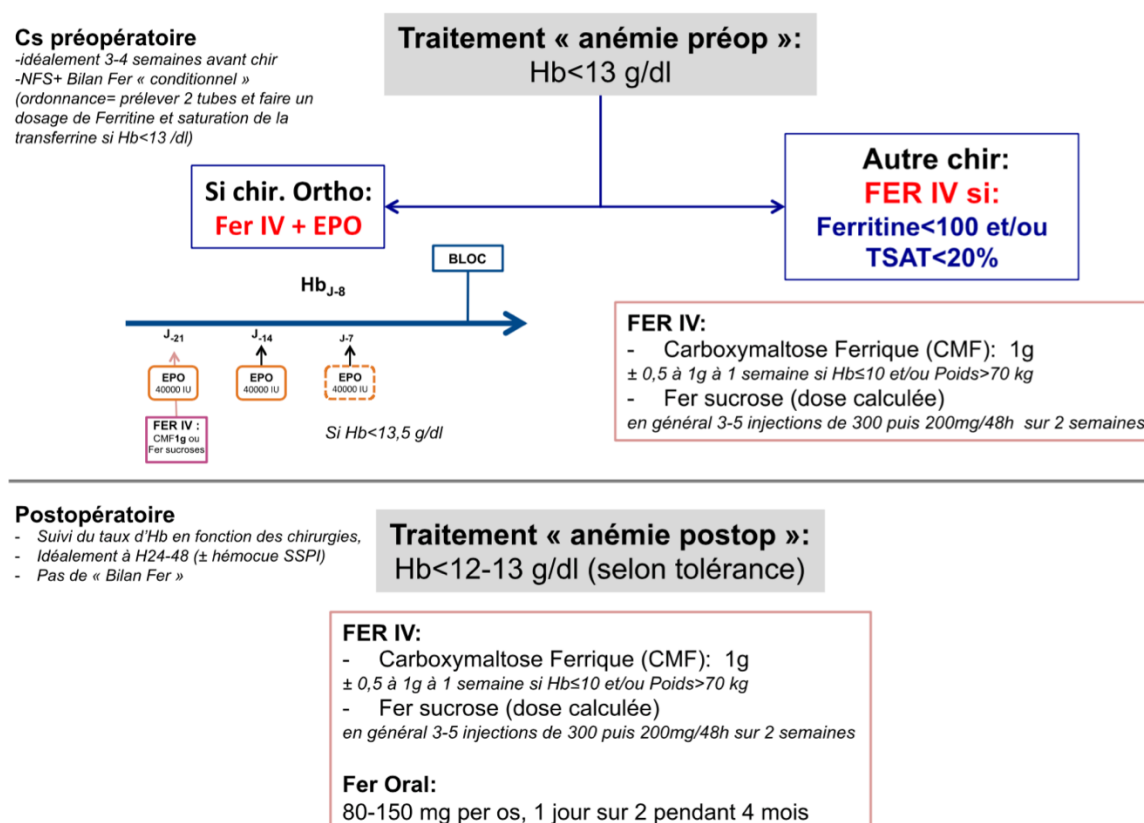 Cs préopératoire
-idéalement 3-4 semaines avant chir
-NFS+ Bilan Fer « conditionnel »
(ordonnance= prélever 2 tubes et faire un
dosage de Ferritine et saturation de la
transferrine si Hb<13 /dl)
Traitement « anémie préop »:
Hb<13 g/dl
Si chir. Ortho:
Fer IV + EPO
Autre chir:
FER IV si:
Ferritine<100 et/ou
TSAT<20%
BLOC
Hb J-8
J-21
J-14
J-7
EPO
40000 IU
EPO
40000 IU
EPO
40000 IU
FER IV :
CMF1g ou
Fer sucroses
Si Hb<13,5 g/dl
FER IV:
- Carboxymaltose Ferrique (CMF): 1g
± 0,5 à 1g à 1 semaine si Hb≤10 et/ou Poids>70 kg
- Fer sucrose (dose calculée)
en général 3-5 injections de 300 puis 200mg/48h sur 2 semaines
Postopératoire
- Suivi du taux d'Hb en fonction des chirurgies,
- Idéalement à H24-48 (± hémocue SSPI)
- Pas de « Bilan Fer »
Traitement « anémie postop »:
Hb<12-13 g/dl (selon tolérance)
FER IV:
- Carboxymaltose Ferrique (CMF): 1g
± 0,5 à 1g à 1 semaine si Hb≤10 et/ou Poids>70 kg
- Fer sucrose (dose calculée)
en général 3-5 injections de 300 puis 200mg/48h sur 2 semaines
Fer Oral:
80-150 mg per os, 1 jour sur 2 pendant 4 mois